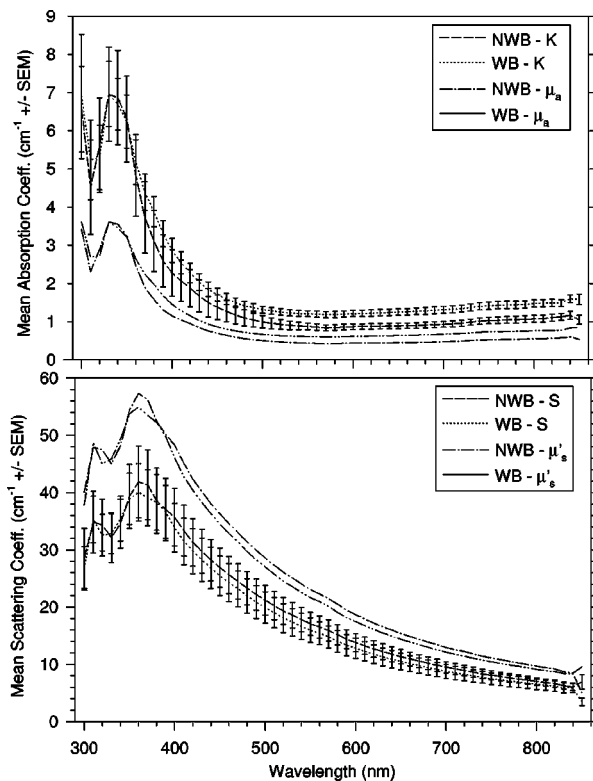 9
8
7
6
5
4
3
2
1
0
Mean Absorption Coeff. (cm⁻¹ +/- SEM)
NWB - K
WB - K
NWB - μₐ
WB - μₐ
60
50
40
30
20
10
0
Mean Scattering Coeff. (cm⁻¹ +/- SEM)
NWB - S
WB - S
NWB - μ'ₛ
WB - μ'ₛ
300 400 500 600 700 800
Wavelength (nm)